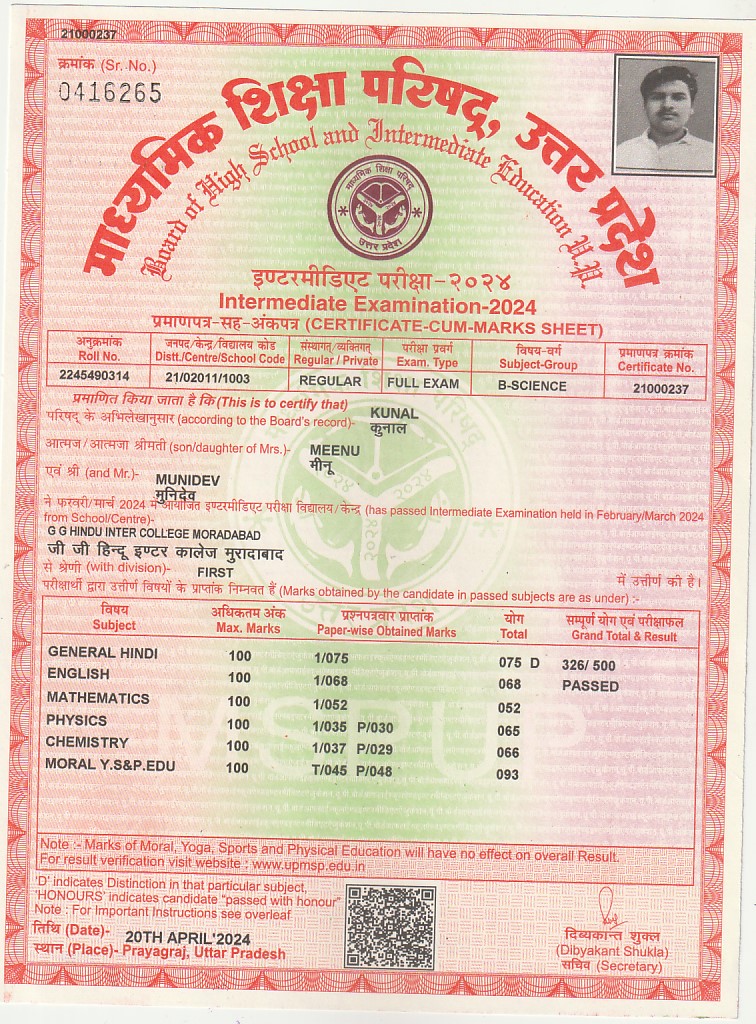 21000237
क्रमांक (Sr. No.)
0416265
माध्यमिक शिक्षा परिषद्, उत्तर प्रदेश
Board of High School and Intermediate Education U.P.
माध्यमिक शिक्षा परिषद
उत्तर प्रदेश
इण्टरमीडिएट परीक्षा-२०२४
Intermediate Examination-2024
प्रमाणपत्र-सह-अंकपत्र (CERTIFICATE-CUM-MARKS SHEET)
अनुक्रमांक जनपद/केन्द्र/विद्यालय कोड संस्थागत/व्यक्तिगत परीक्षा प्रवर्ग विषय-वर्ग प्रमाणपत्र क्रमांक
Roll No. Distt./Centre/School Code Regular / Private Exam. Type Subject-Group Certificate No.
2245490314 21/02011/1003 REGULAR FULL EXAM B-SCIENCE 21000237
प्रमाणित किया जाता है कि (This is to certify that)
परिषद् के अभिलेखानुसार (according to the Board's record)- KUNAL
कुनाल
आत्मज/आत्मजा श्रीमती (son/daughter of Mrs.)- MEENU
मीनू
एवं श्री (and Mr.)- MUNIDEV
मुनिदेव
ने फरवरी/मार्च 2024 में आयोजित इण्टरमीडिएट परीक्षा विद्यालय/केन्द्र (has passed Intermediate Examination held in February/March 2024
from School/Centre)-
G G HINDU INTER COLLEGE MORADABAD
जी जी हिन्दू इण्टर कालेज मुरादाबाद
से श्रेणी (with division)- FIRST में उत्तीर्ण की है।
परीक्षार्थी द्वारा उत्तीर्ण विषयों के प्राप्तांक निम्नवत हैं (Marks obtained by the candidate in passed subjects are as under) :-
विषय अधिकतम अंक प्रश्नपत्रवार प्राप्तांक योग सम्पूर्ण योग एवं परीक्षाफल
Subject Max. Marks Paper-wise Obtained Marks Total Grand Total & Result
GENERAL HINDI 100 1/075 075 D 326/ 500
ENGLISH 100 1/068 068 PASSED
MATHEMATICS 100 1/052 052
PHYSICS 100 1/035 P/030 065
CHEMISTRY 100 1/037 P/029 066
MORAL Y.S&P.EDU 100 T/045 P/048 093
MSPUP
Note :- Marks of Moral, Yoga, Sports and Physical Education will have no effect on overall Result.
For result verification visit website : www.upmsp.edu.in
'D' indicates Distinction in that particular subject,
'HONOURS' indicates candidate "passed with honour"
Note : For Important Instructions see overleaf
तिथि (Date)- 20TH APRIL'2024
स्थान (Place)- Prayagraj, Uttar Pradesh
दिब्यकान्त शुक्ल
(Dibyakant Shukla)
सचिव (Secretary)